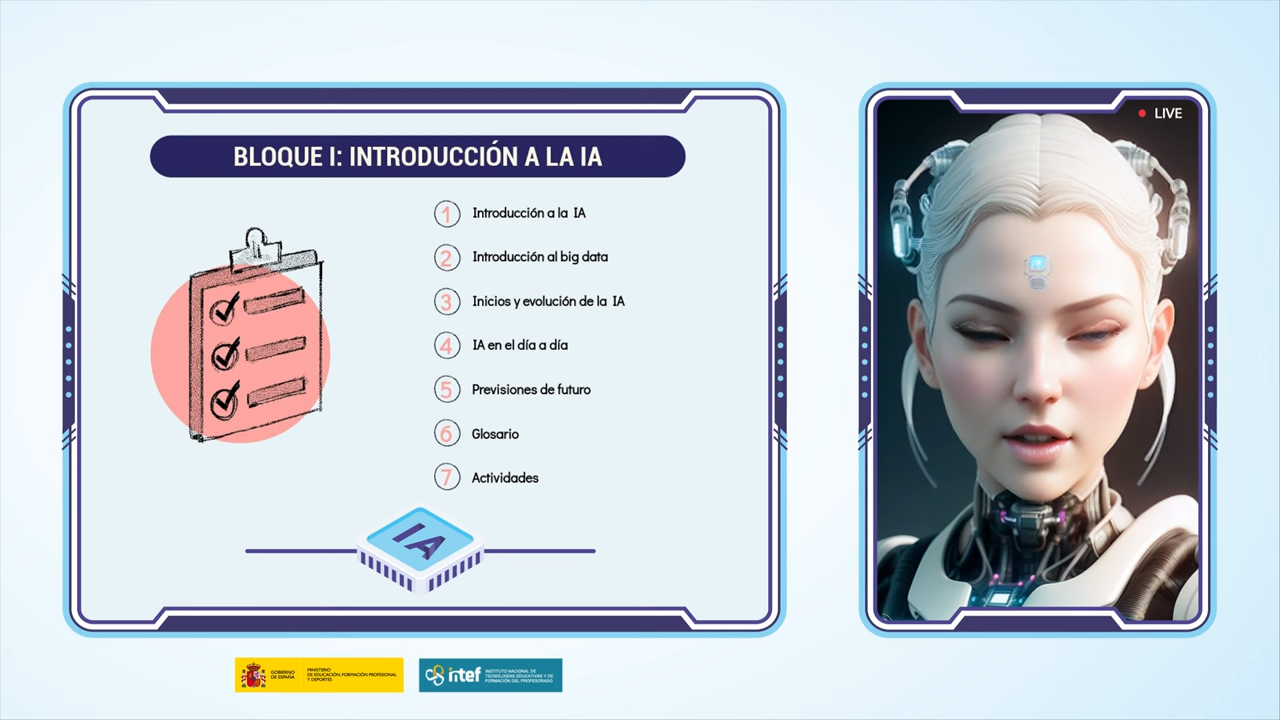 BLOQUE I: INTRODUCCIÓN A LA IA
1 Introducción a la IA
2 Introducción al big data
3 Inicios y evolución de la IA
4 IA en el día a día
5 Previsiones de futuro
6 Glosario
7 Actividades
IA
LIVE
GOBIERNO
DE ESPAÑA
MINISTERIO
DE EDUCACIÓN, FORMACIÓN PROFESIONAL
Y DEPORTES
intef
INSTITUTO NACIONAL DE
TECNOLOGÍAS EDUCATIVAS Y DE
FORMACIÓN DEL PROFESORADO